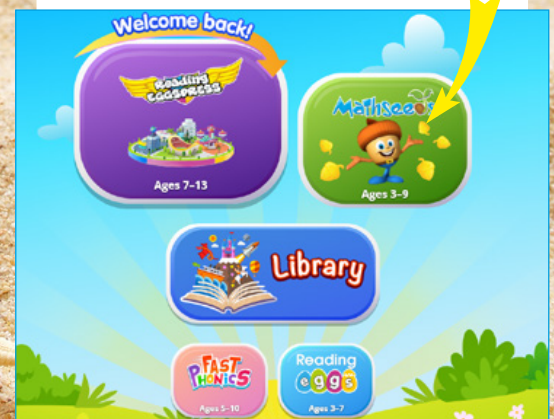 Welcome back!
Reading
EGGSPRESS
Ages 7–13
Mathseeds
Ages 3–9
Library
FAST
PHONICS
Ages 5–10
Reading
eggs
Ages 3–7